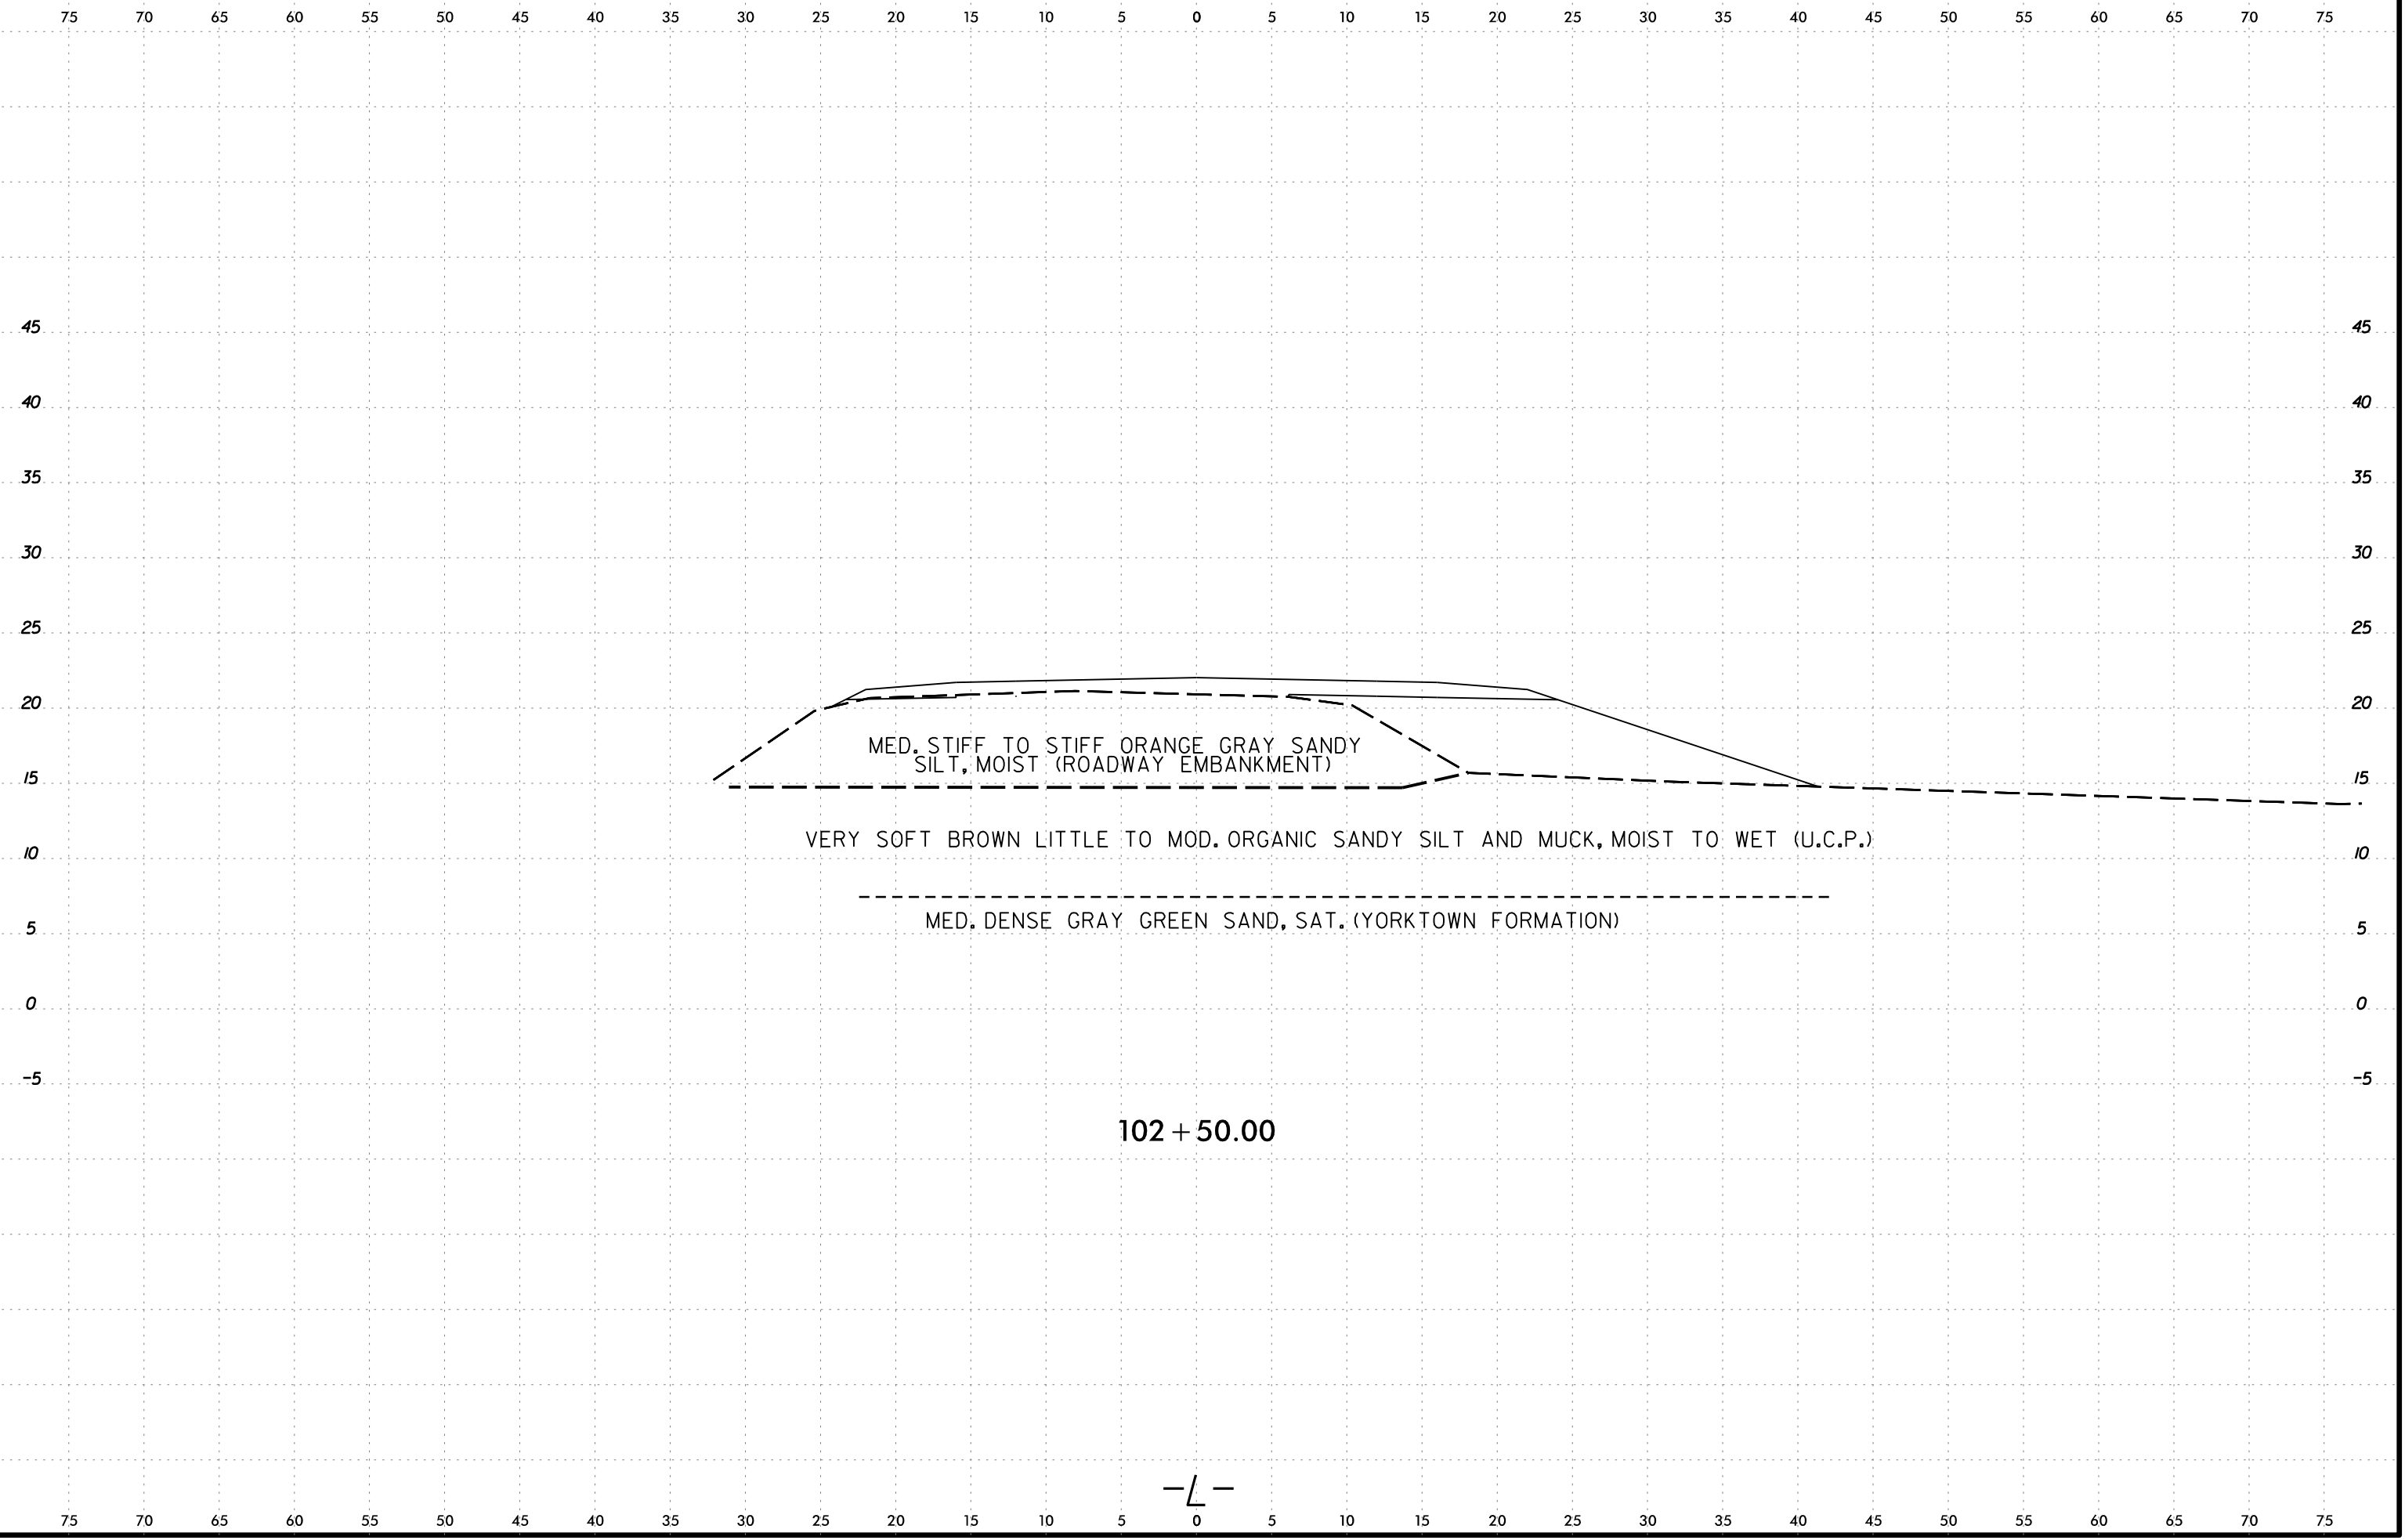 75 70 65 60 55 50 45 40 35 30 25 20 15 10 5 0 5 10 15 20 25 30 35 40 45 50 55 60 65 70 75
45 45
40 40
35 35
30 30
25 25
20 20
MED. STIFF TO STIFF ORANGE GRAY SANDY
SILT, MOIST (ROADWAY EMBANKMENT)
15 15
VERY SOFT BROWN LITTLE TO MOD. ORGANIC SANDY SILT AND MUCK, MOIST TO WET (U.C.P.)
10 10
MED. DENSE GRAY GREEN SAND, SAT. (YORKTOWN FORMATION)
5 5
0 0
-5 -5
102+50.00
-L-
75 70 65 60 55 50 45 40 35 30 25 20 15 10 5 0 5 10 15 20 25 30 35 40 45 50 55 60 65 70 75